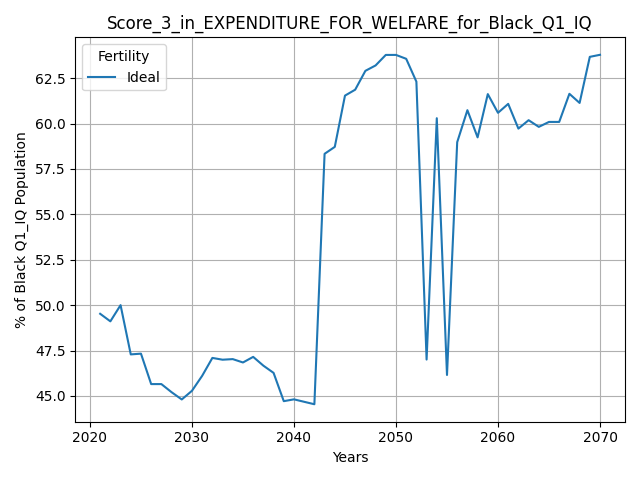 Score_3_in_EXPENDITURE_FOR_WELFARE_for_Black_Q1_IQ
Fertility
Ideal
% of Black Q1_IQ Population
62.5
60.0
57.5
55.0
52.5
50.0
47.5
45.0
2020 2030 2040 2050 2060 2070
Years